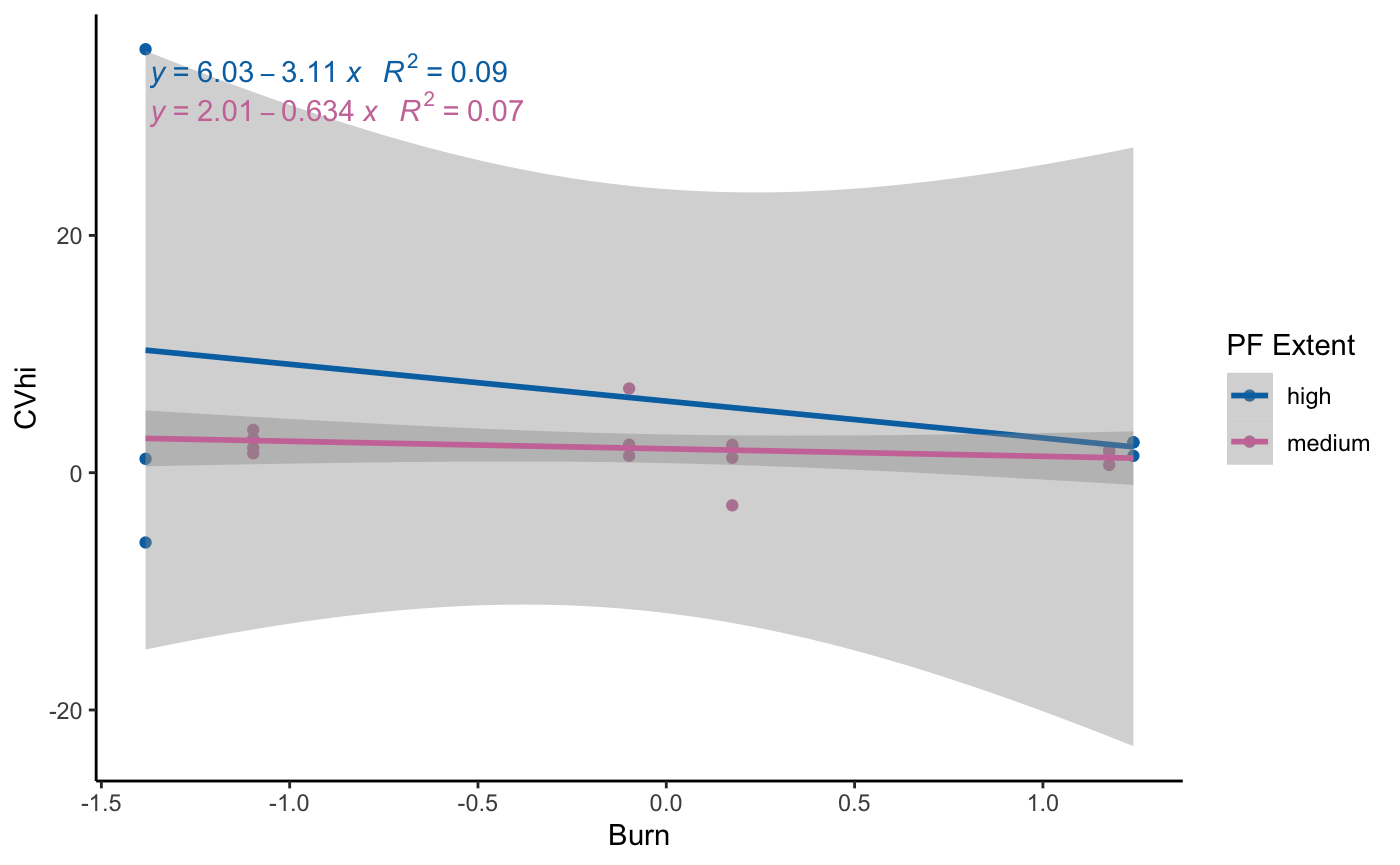 y = 6.03 – 3.11 x R² = 0.09
y = 2.01 – 0.634 x R² = 0.07
20
0
-20
CVhi
-1.5 -1.0 -0.5 0.0 0.5 1.0
Burn
PF Extent
high
medium